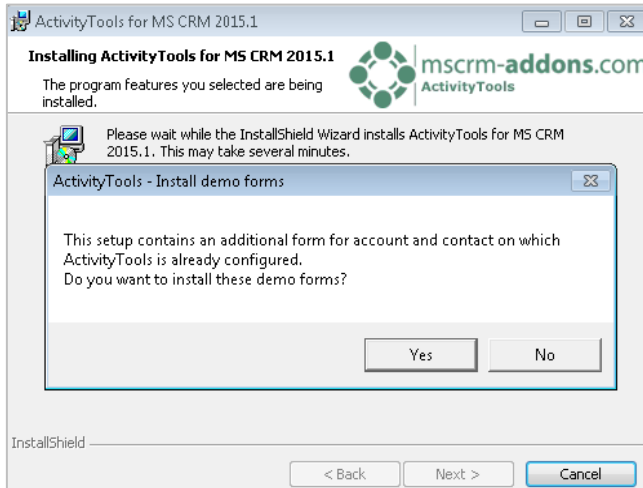 ActivityTools for MS CRM 2015.1
Installing ActivityTools for MS CRM 2015.1
The program features you selected are being
installed.
mscrm-addons.com
ActivityTools
Please wait while the InstallShield Wizard installs ActivityTools for MS CRM
2015.1. This may take several minutes.
ActivityTools - Install demo forms
This setup contains an additional form for account and contact on which
ActivityTools is already configured.
Do you want to install these demo forms?
Yes No
InstallShield
< Back Next > Cancel